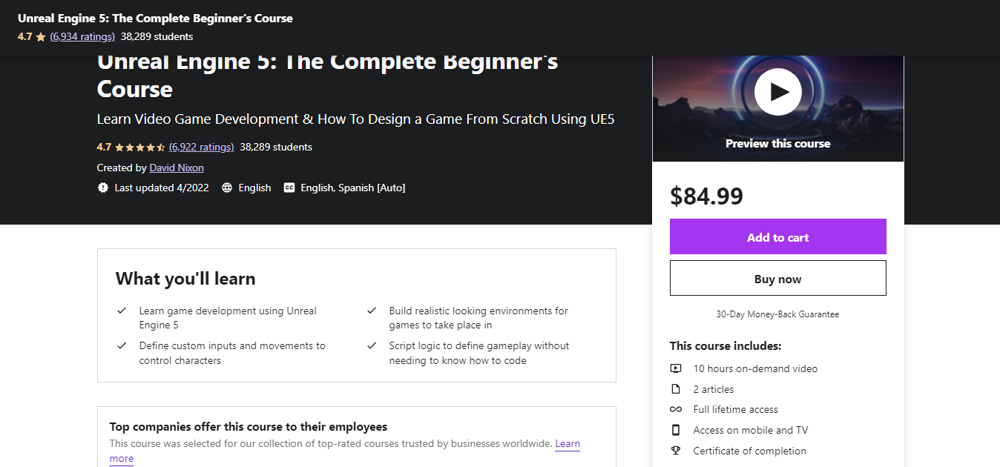 Unreal Engine 5: The Complete Beginner's Course
4.7 (6,934 ratings) 38,289 students
Unreal Engine 5: The Complete Beginner's
Course
Learn Video Game Development & How To Design a Game From Scratch Using UE5
4.7 (6,922 ratings) 38,289 students
Created by David Nixon
Last updated 4/2022 English CC English, Spanish [Auto]
Preview this course
$84.99
Add to cart
Buy now
30-Day Money-Back Guarantee
This course includes:
10 hours on-demand video
2 articles
Full lifetime access
Access on mobile and TV
Certificate of completion
What you'll learn
Learn game development using Unreal
Engine 5
Define custom inputs and movements to
control characters
Build realistic looking environments for
games to take place in
Script logic to define gameplay without
needing to know how to code
Top companies offer this course to their employees
This course was selected for our collection of top-rated courses trusted by businesses worldwide. Learn
more